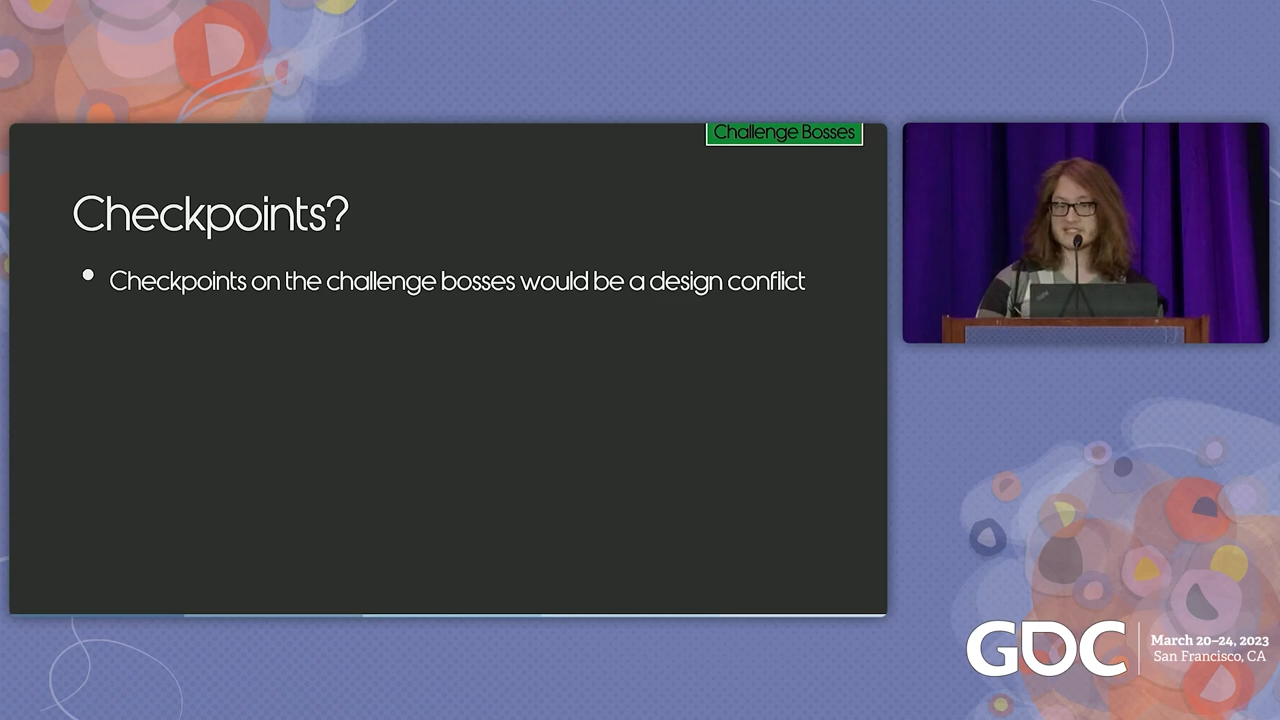 Challenge Bosses
Checkpoints?
Checkpoints on the challenge bosses would be a design conflict
GDC
March 20–24, 2023
San Francisco, CA